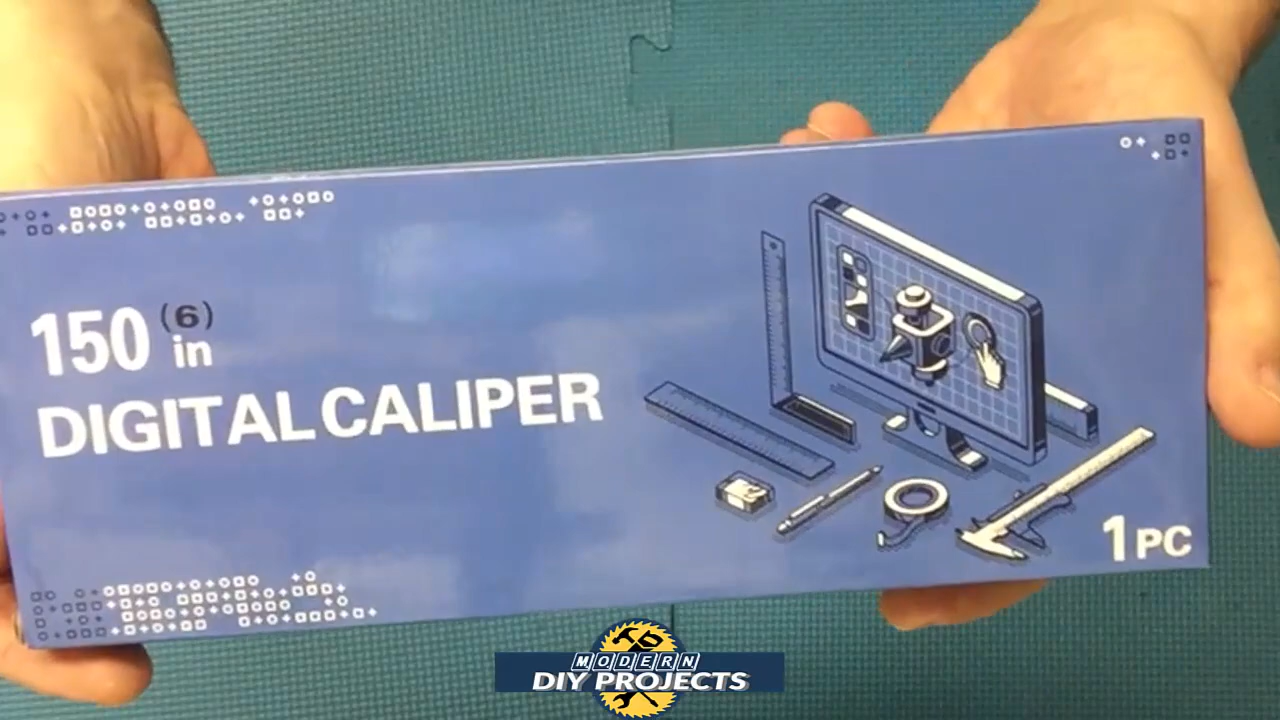 150 (6) in
DIGITAL CALIPER
1 PC
MODERN
DIY PROJECTS